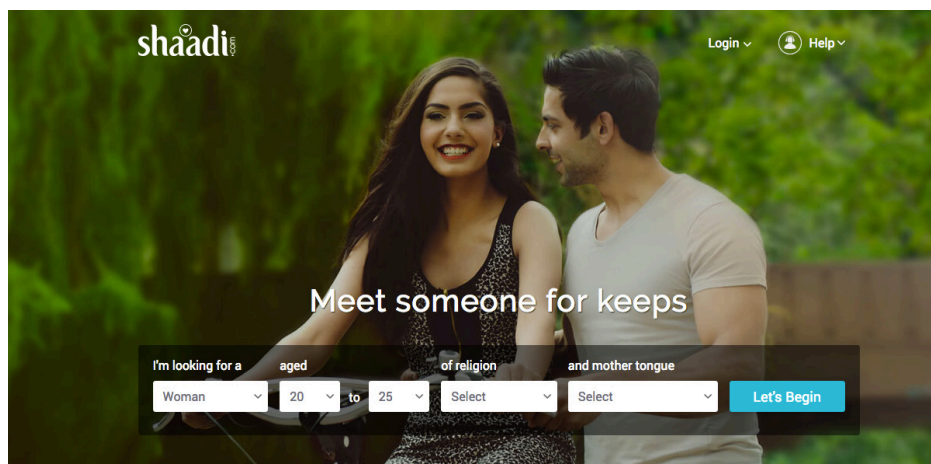 shaadi.com
Login Help
Meet someone for keeps
I'm looking for a aged of religion and mother tongue
Woman 20 to 25 Select Select Let's Begin